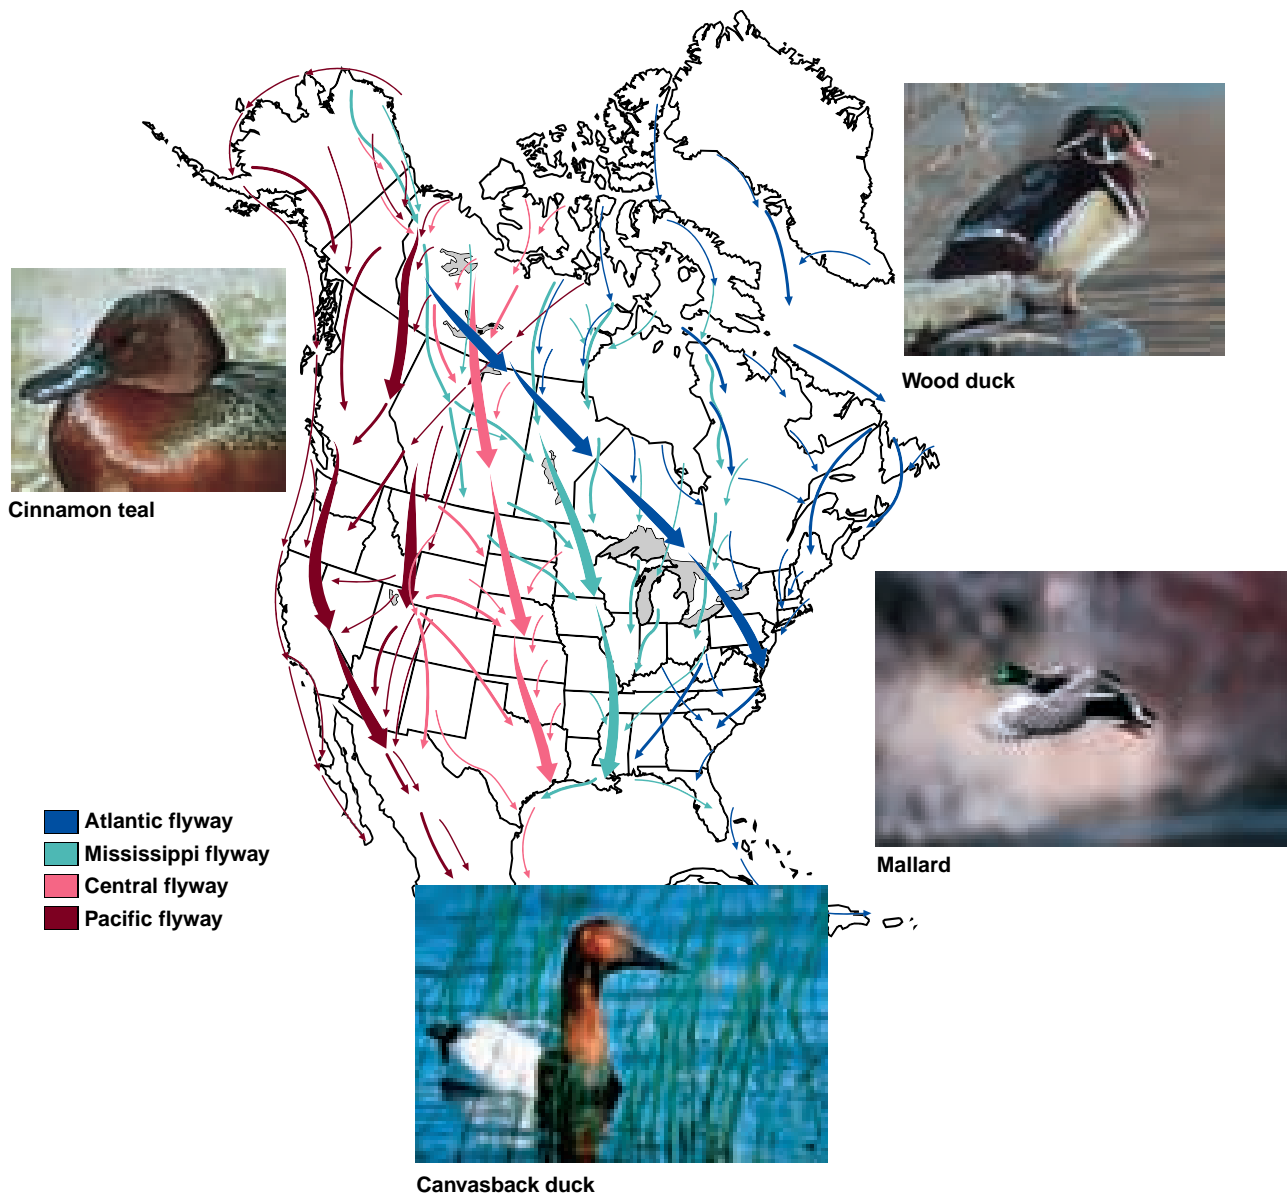 Wood duck
Cinnamon teal
Atlantic flyway
Mississippi flyway
Central flyway
Pacific flyway
Mallard
Canvasback duck